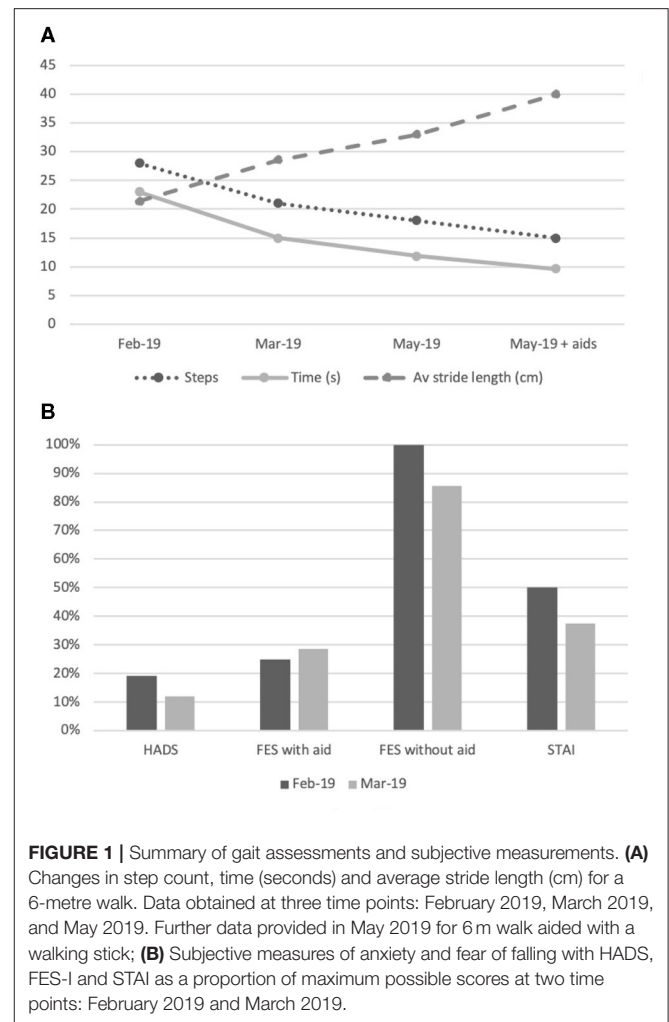 A
45
40
35
30
25
20
15
10
5
0
Feb-19 Mar-19 May-19 May-19 + aids
Steps Time (s) Av stride length (cm)
B
100%
90%
80%
70%
60%
50%
40%
30%
20%
10%
0%
HADS FES with aid FES without aid STAI
Feb-19 Mar-19
FIGURE 1 | Summary of gait assessments and subjective measurements. (A)
Changes in step count, time (seconds) and average stride length (cm) for a
6-metre walk. Data obtained at three time points: February 2019, March 2019,
and May 2019. Further data provided in May 2019 for 6 m walk aided with a
walking stick; (B) Subjective measures of anxiety and fear of falling with HADS,
FES-I and STAI as a proportion of maximum possible scores at two time
points: February 2019 and March 2019.